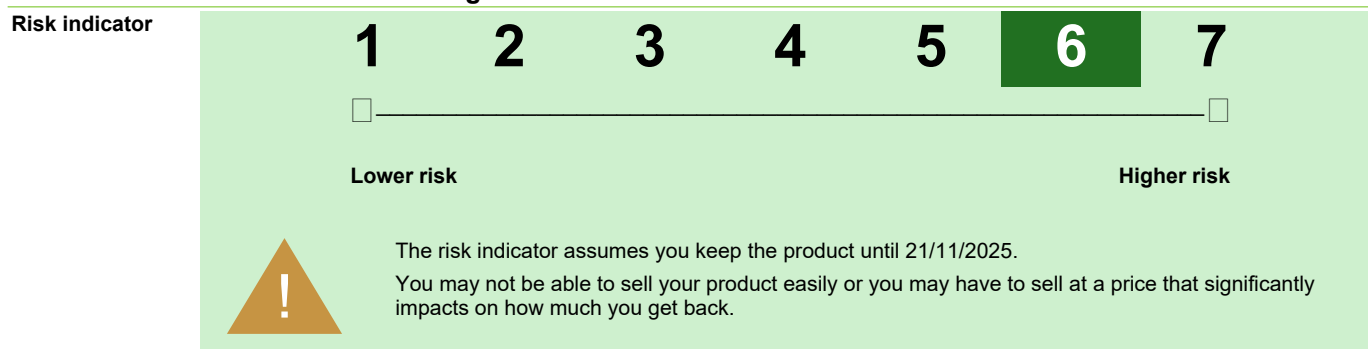 Risk indicator
1 2 3 4 5 6 7
Lower risk Higher risk
!
The risk indicator assumes you keep the product until 21/11/2025.
You may not be able to sell your product easily or you may have to sell at a price that significantly
impacts on how much you get back.